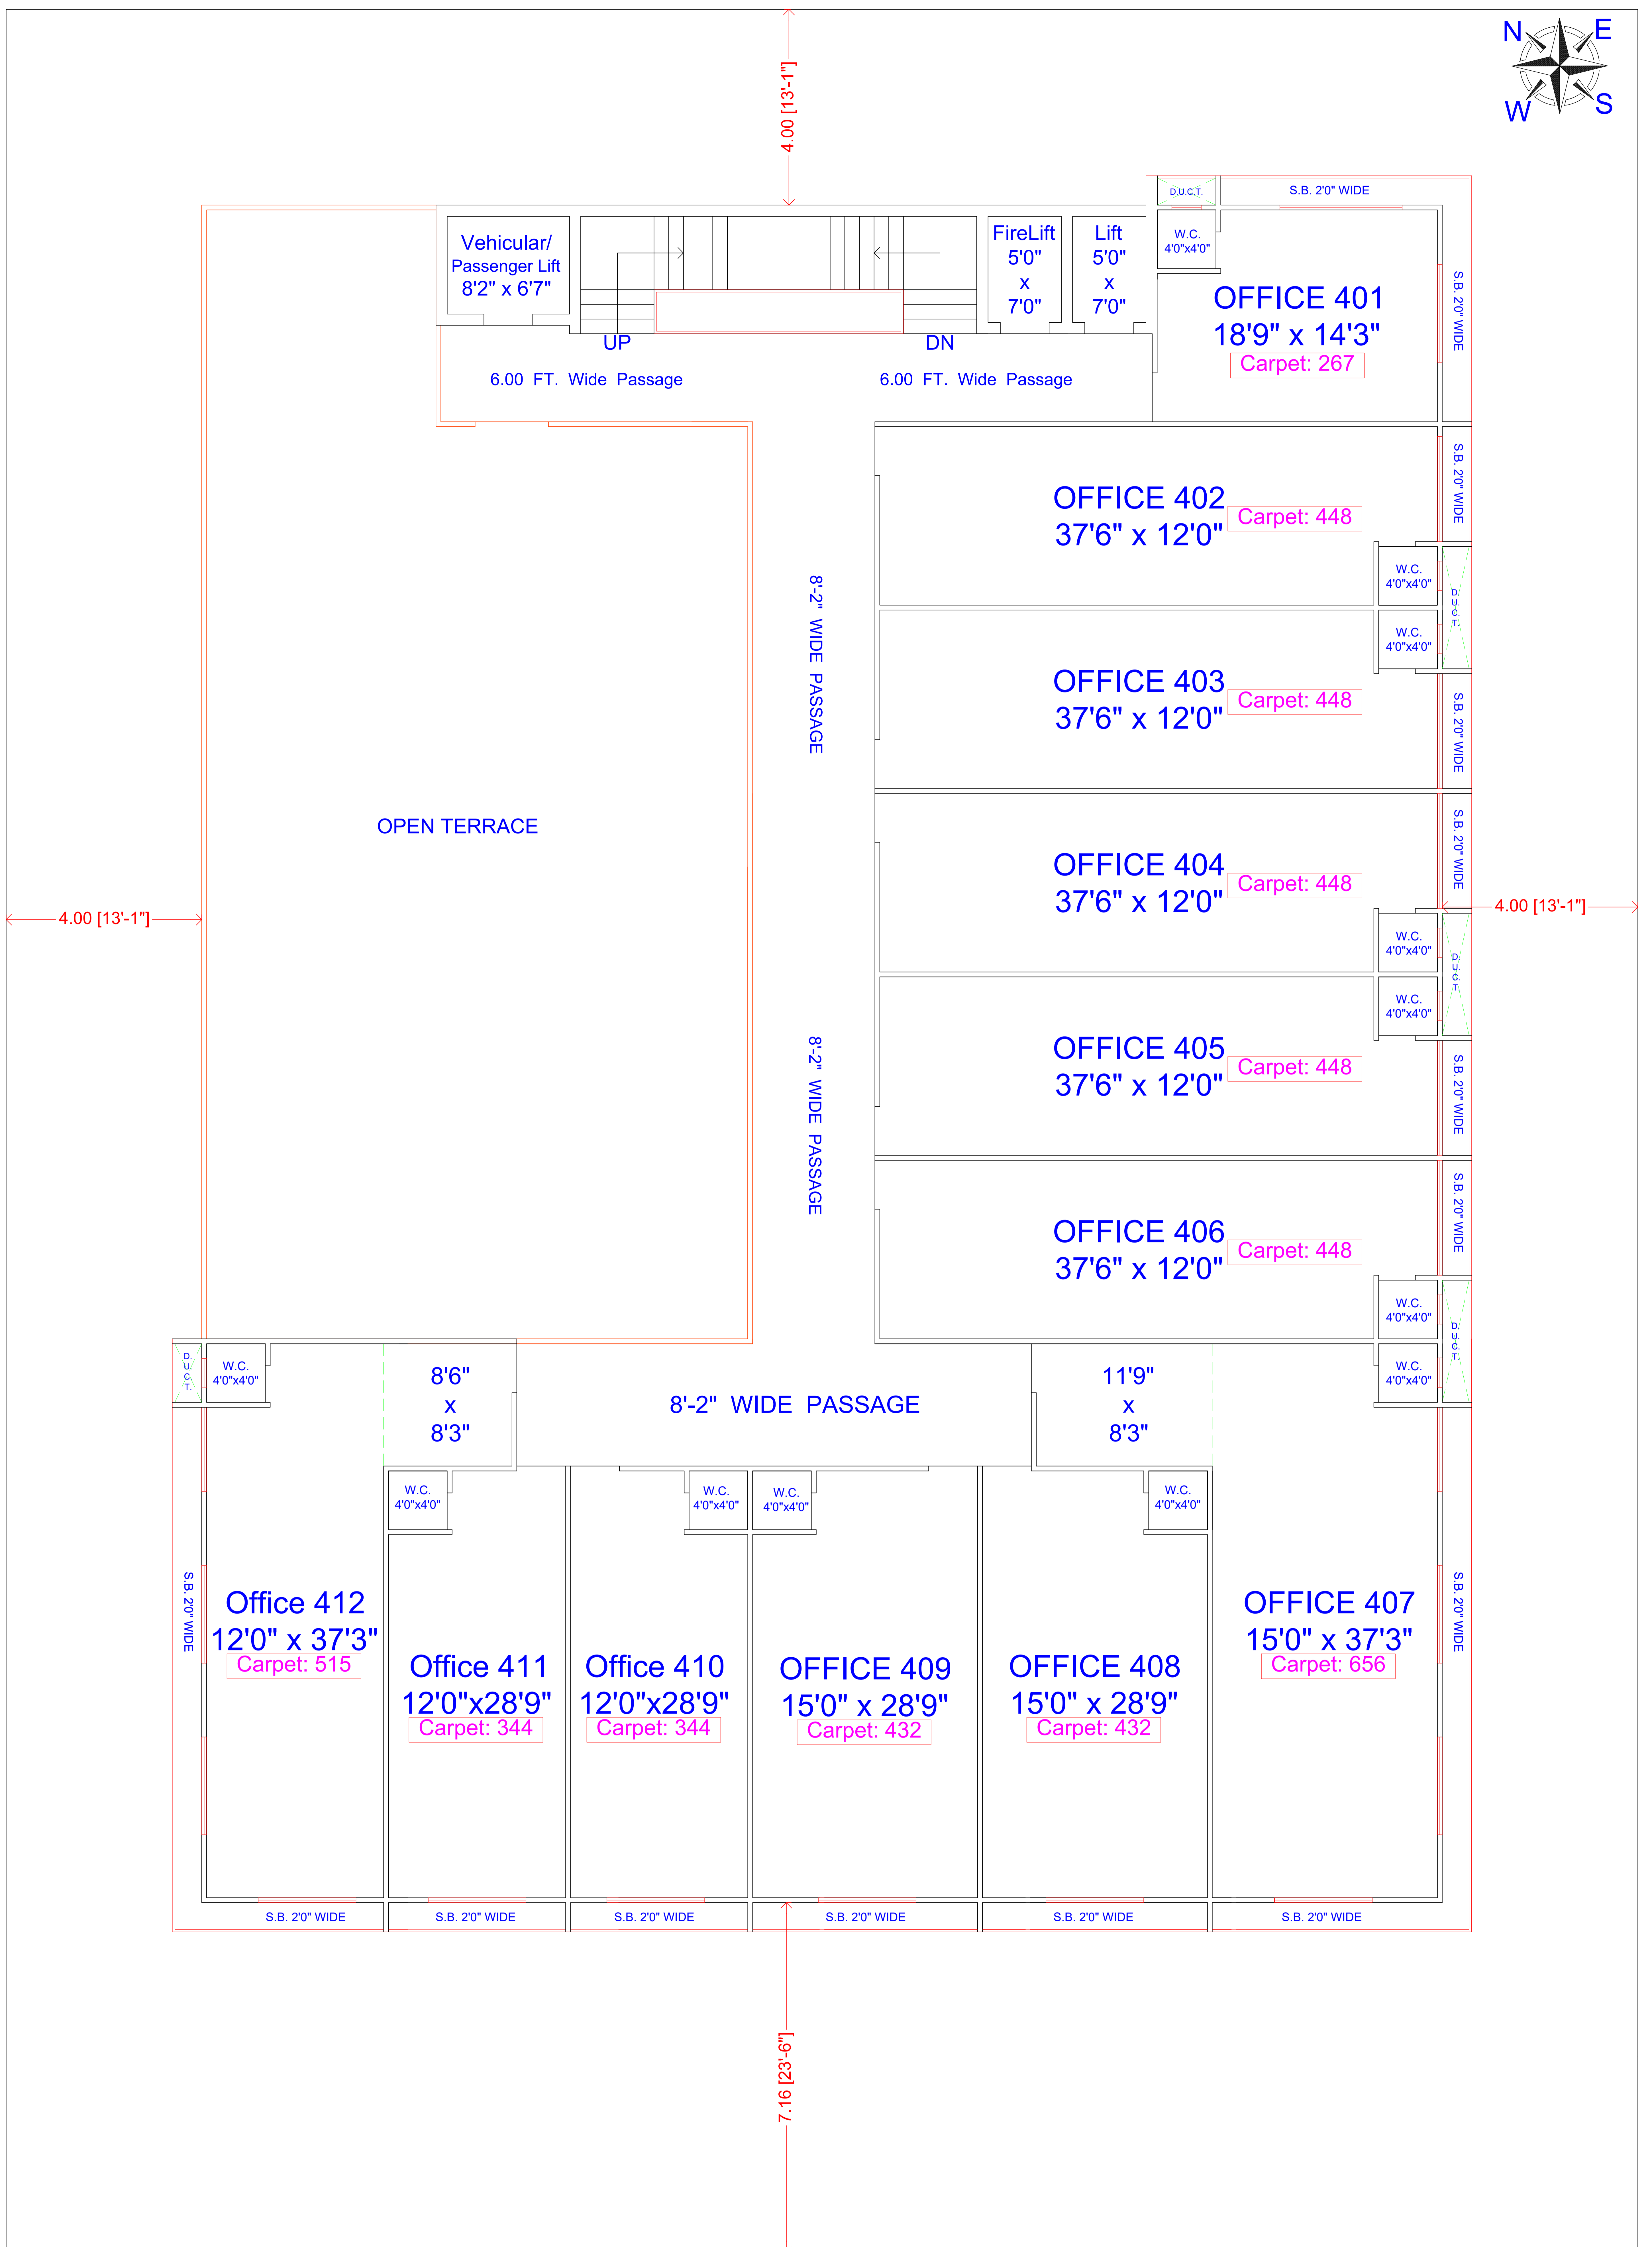 N
E
W
S
4.00 [13'-1"]
D.U.C.T.
S.B. 2'0" WIDE
Vehicular/
Passenger Lift
8'2" x 6'7"
FireLift
5'0"
x
7'0"
Lift
5'0"
x
7'0"
W.C.
4'0"x4'0"
OFFICE 401
18'9" x 14'3"
Carpet: 267
S.B. 2'0" WIDE
UP
DN
6.00 FT. Wide Passage
6.00 FT. Wide Passage
OFFICE 402
37'6" x 12'0"
Carpet: 448
S.B. 2'0" WIDE
W.C.
4'0"x4'0"
D.
U.
C.
T.
8'-2" WIDE PASSAGE
W.C.
4'0"x4'0"
OFFICE 403
37'6" x 12'0"
Carpet: 448
S.B. 2'0" WIDE
OPEN TERRACE
OFFICE 404
37'6" x 12'0"
Carpet: 448
S.B. 2'0" WIDE
4.00 [13'-1"]
4.00 [13'-1"]
W.C.
4'0"x4'0"
D.
U.
C.
T.
W.C.
4'0"x4'0"
8'-2" WIDE PASSAGE
OFFICE 405
37'6" x 12'0"
Carpet: 448
S.B. 2'0" WIDE
OFFICE 406
37'6" x 12'0"
Carpet: 448
S.B. 2'0" WIDE
W.C.
4'0"x4'0"
D.
U.
C.
T.
D.
U.
C.
T.
W.C.
4'0"x4'0"
8'6"
x
8'3"
8'-2" WIDE PASSAGE
11'9"
x
8'3"
W.C.
4'0"x4'0"
W.C.
4'0"x4'0"
W.C.
4'0"x4'0"
W.C.
4'0"x4'0"
W.C.
4'0"x4'0"
S.B. 2'0" WIDE
Office 412
12'0" x 37'3"
Carpet: 515
Office 411
12'0"x28'9"
Carpet: 344
Office 410
12'0"x28'9"
Carpet: 344
OFFICE 409
15'0" x 28'9"
Carpet: 432
OFFICE 408
15'0" x 28'9"
Carpet: 432
OFFICE 407
15'0" x 37'3"
Carpet: 656
S.B. 2'0" WIDE
S.B. 2'0" WIDE
S.B. 2'0" WIDE
S.B. 2'0" WIDE
S.B. 2'0" WIDE
S.B. 2'0" WIDE
S.B. 2'0" WIDE
7.16 [23'-6"]